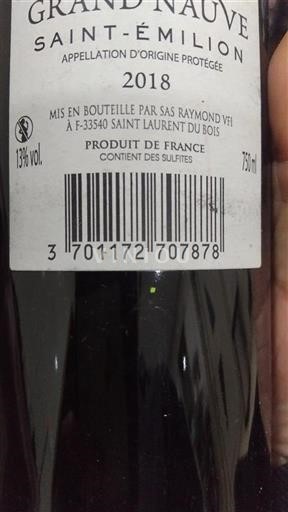 GRAND NAUVE
SAINT-ÉMILION
APPELLATION D'ORIGINE PROTÉGÉE
2018
MIS EN BOUTEILLE PAR SAS RAYMOND VFI
À F-33540 SAINT LAURENT DU BOIS
PRODUIT DE FRANCE
CONTIENT DES SULFITES
13% vol.
750 ml
3 701172 707878